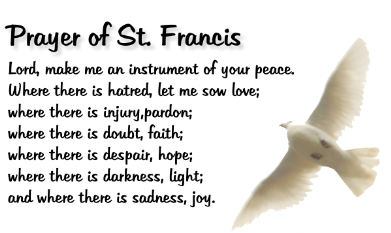 Prayer of St. Francis
Lord, make me an instrument of your peace.
Where there is hatred, let me sow love;
where there is injury,pardon;
where there is doubt, faith;
where there is despair, hope;
where there is darkness, light;
and where there is sadness, joy.